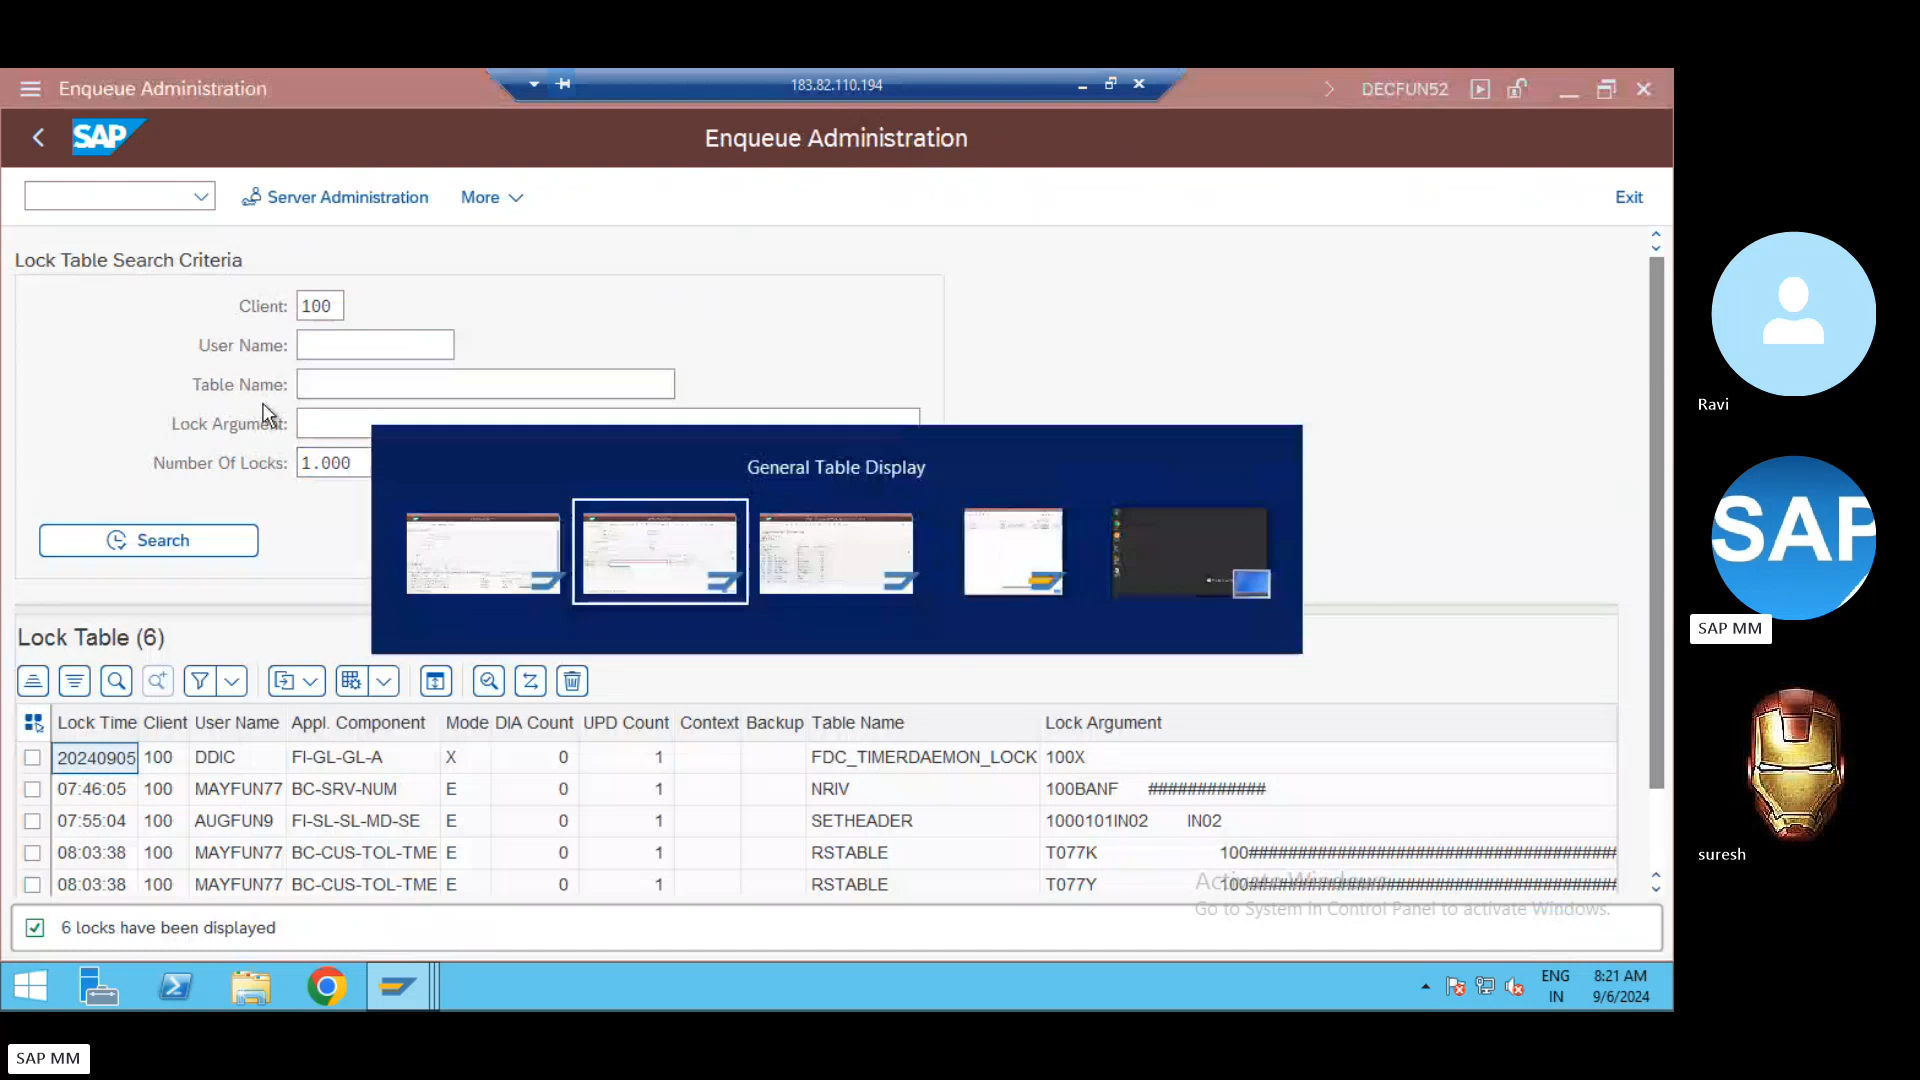 Enqueue Administration
183.82.110.194
DECFUN52
SAP
Enqueue Administration
Server Administration
More
Exit
Lock Table Search Criteria
Client: 100
User Name:
Table Name:
Lock Argument:
Number Of Locks: 1.000
General Table Display
Search
Lock Table (6)
Lock Time Client User Name Appl. Component Mode DIA Count UPD Count Context Backup Table Name Lock Argument
20240905 100 DDIC FI-GL-GL-A X 0 1 FDC_TIMERDAEMON_LOCK 100X
07:46:05 100 MAYFUN77 BC-SRV-NUM E 0 1 NRIV 100BANF ############
07:55:04 100 AUGFUN9 FI-SL-SL-MD-SE E 0 1 SETHEADER 1000101IN02 IN02
08:03:38 100 MAYFUN77 BC-CUS-TOL-TME E 0 1 RSTABLE T077K 100#####################################
08:03:38 100 MAYFUN77 BC-CUS-TOL-TME E 0 1 RSTABLE T077Y 100#####################################
Activate Windows
Go to System in Control Panel to activate Windows.
6 locks have been displayed
ENG
IN
8:21 AM
9/6/2024
Ravi
SAP
SAP MM
suresh
SAP MM